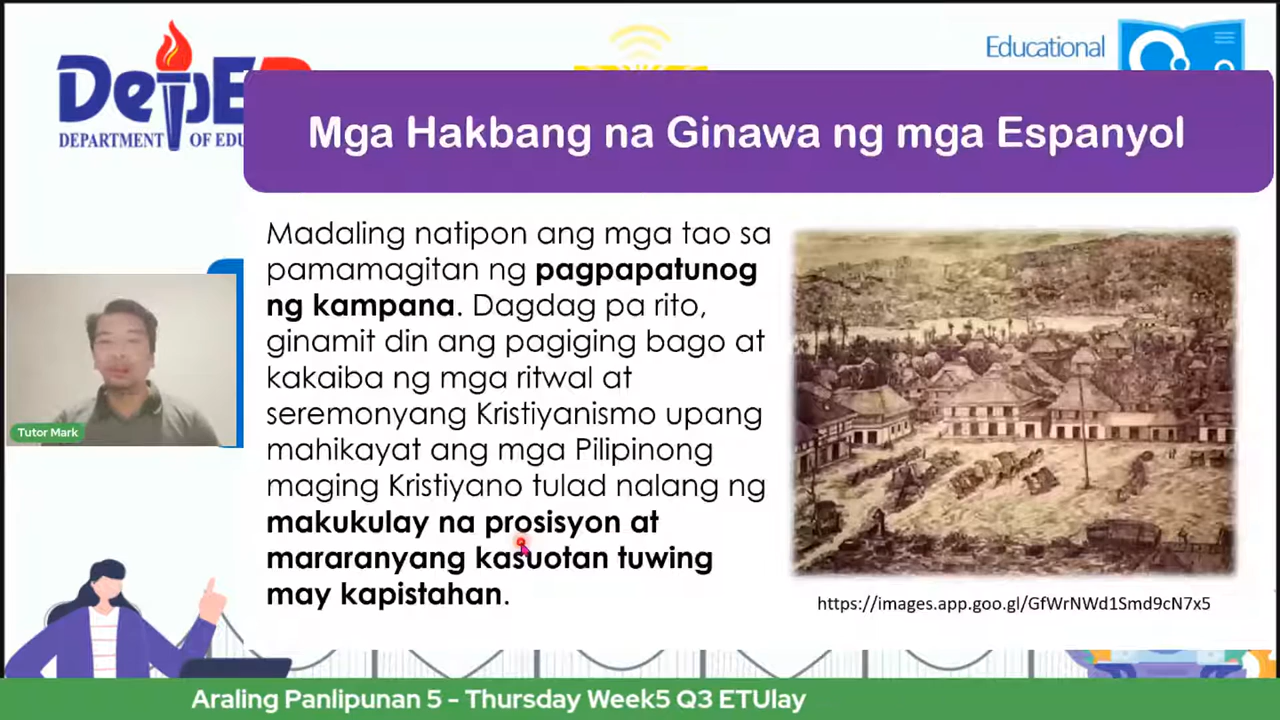 DepED
DEPARTMENT OF EDU
Educational
Mga Hakbang na Ginawa ng mga Espanyol
Madaling natipon ang mga tao sa
pamamagitan ng pagpapatunog
ng kampana. Dagdag pa rito,
ginamit din ang pagiging bago at
kakaiba ng mga ritwal at
seremonyang Kristiyanismo upang
mahikayat ang mga Pilipinong
maging Kristiyano tulad nalang ng
makukulay na prosisyon at
mararanyang kasuotan tuwing
may kapistahan.
Tutor Mark
https://images.app.goo.gl/GfWrNWd1Smd9cN7x5
Araling Panlipunan 5 - Thursday Week5 Q3 ETUlay